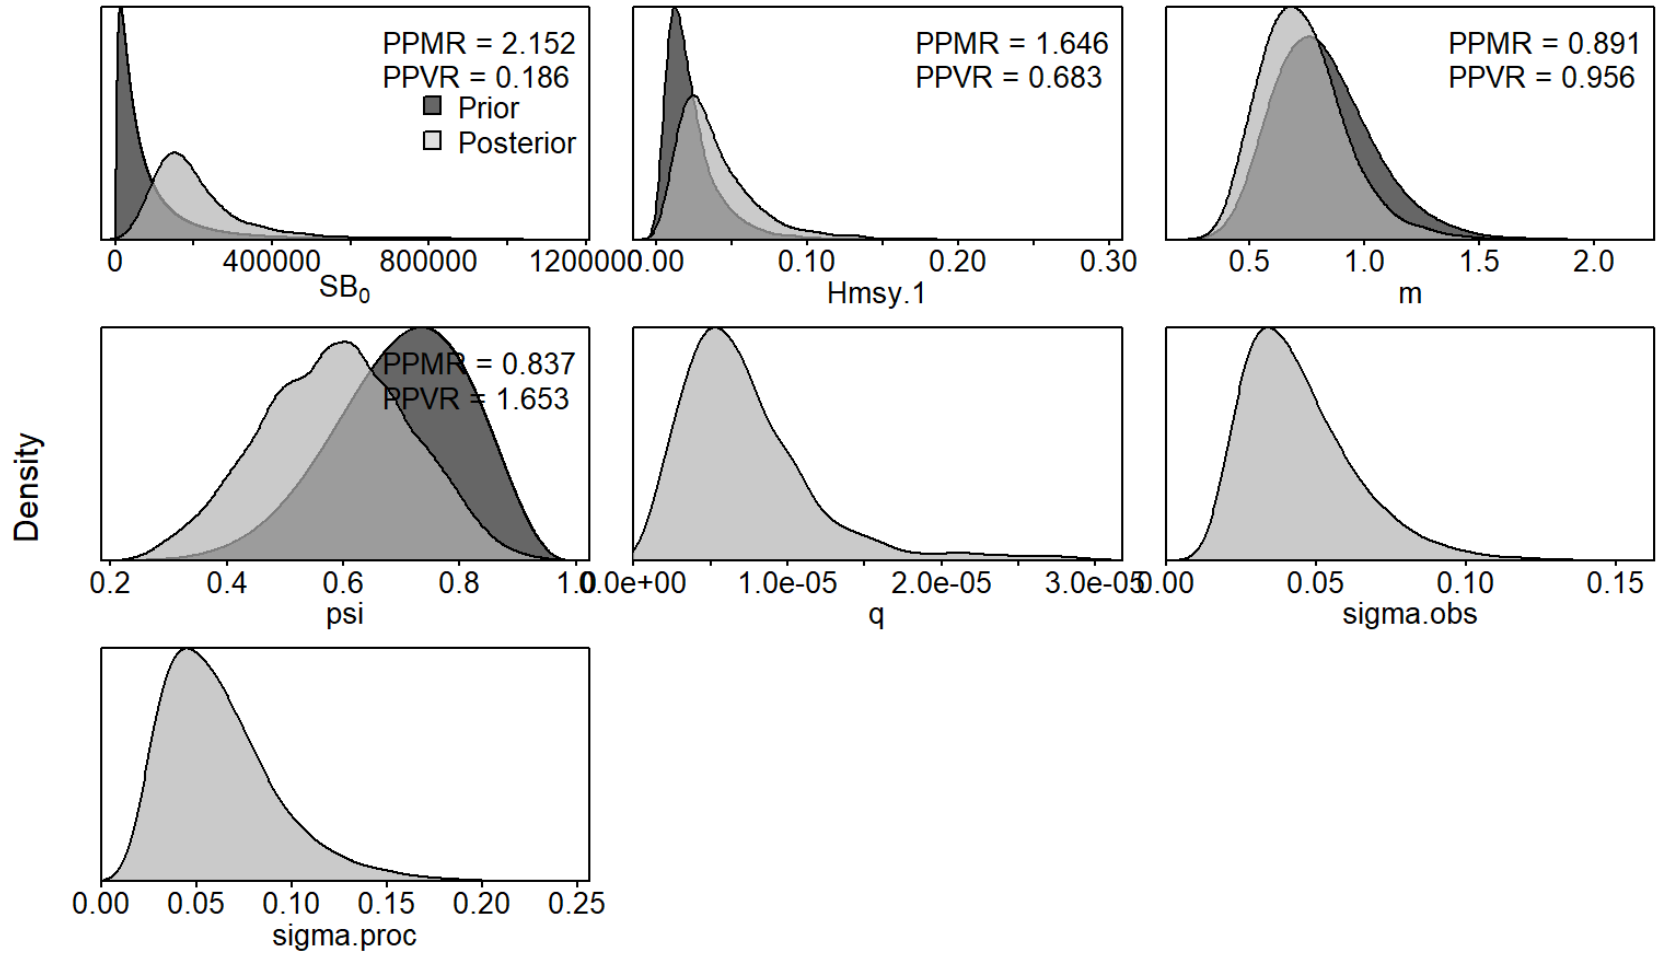 PPMR = 2.152
PPVR = 0.186
Prior
Posterior
0 400000 800000 1200000
SB₀
PPMR = 1.646
PPVR = 0.683
0.00 0.10 0.20 0.30
Hmsy.1
PPMR = 0.891
PPVR = 0.956
0.5 1.0 1.5 2.0
m
Density
PPMR = 0.837
PPVR = 1.653
0.2 0.4 0.6 0.8 1.0
psi
0.0e+00 1.0e-05 2.0e-05 3.0e-05
q
0.00 0.05 0.10 0.15
sigma.obs
0.00 0.05 0.10 0.15 0.20 0.25
sigma.proc